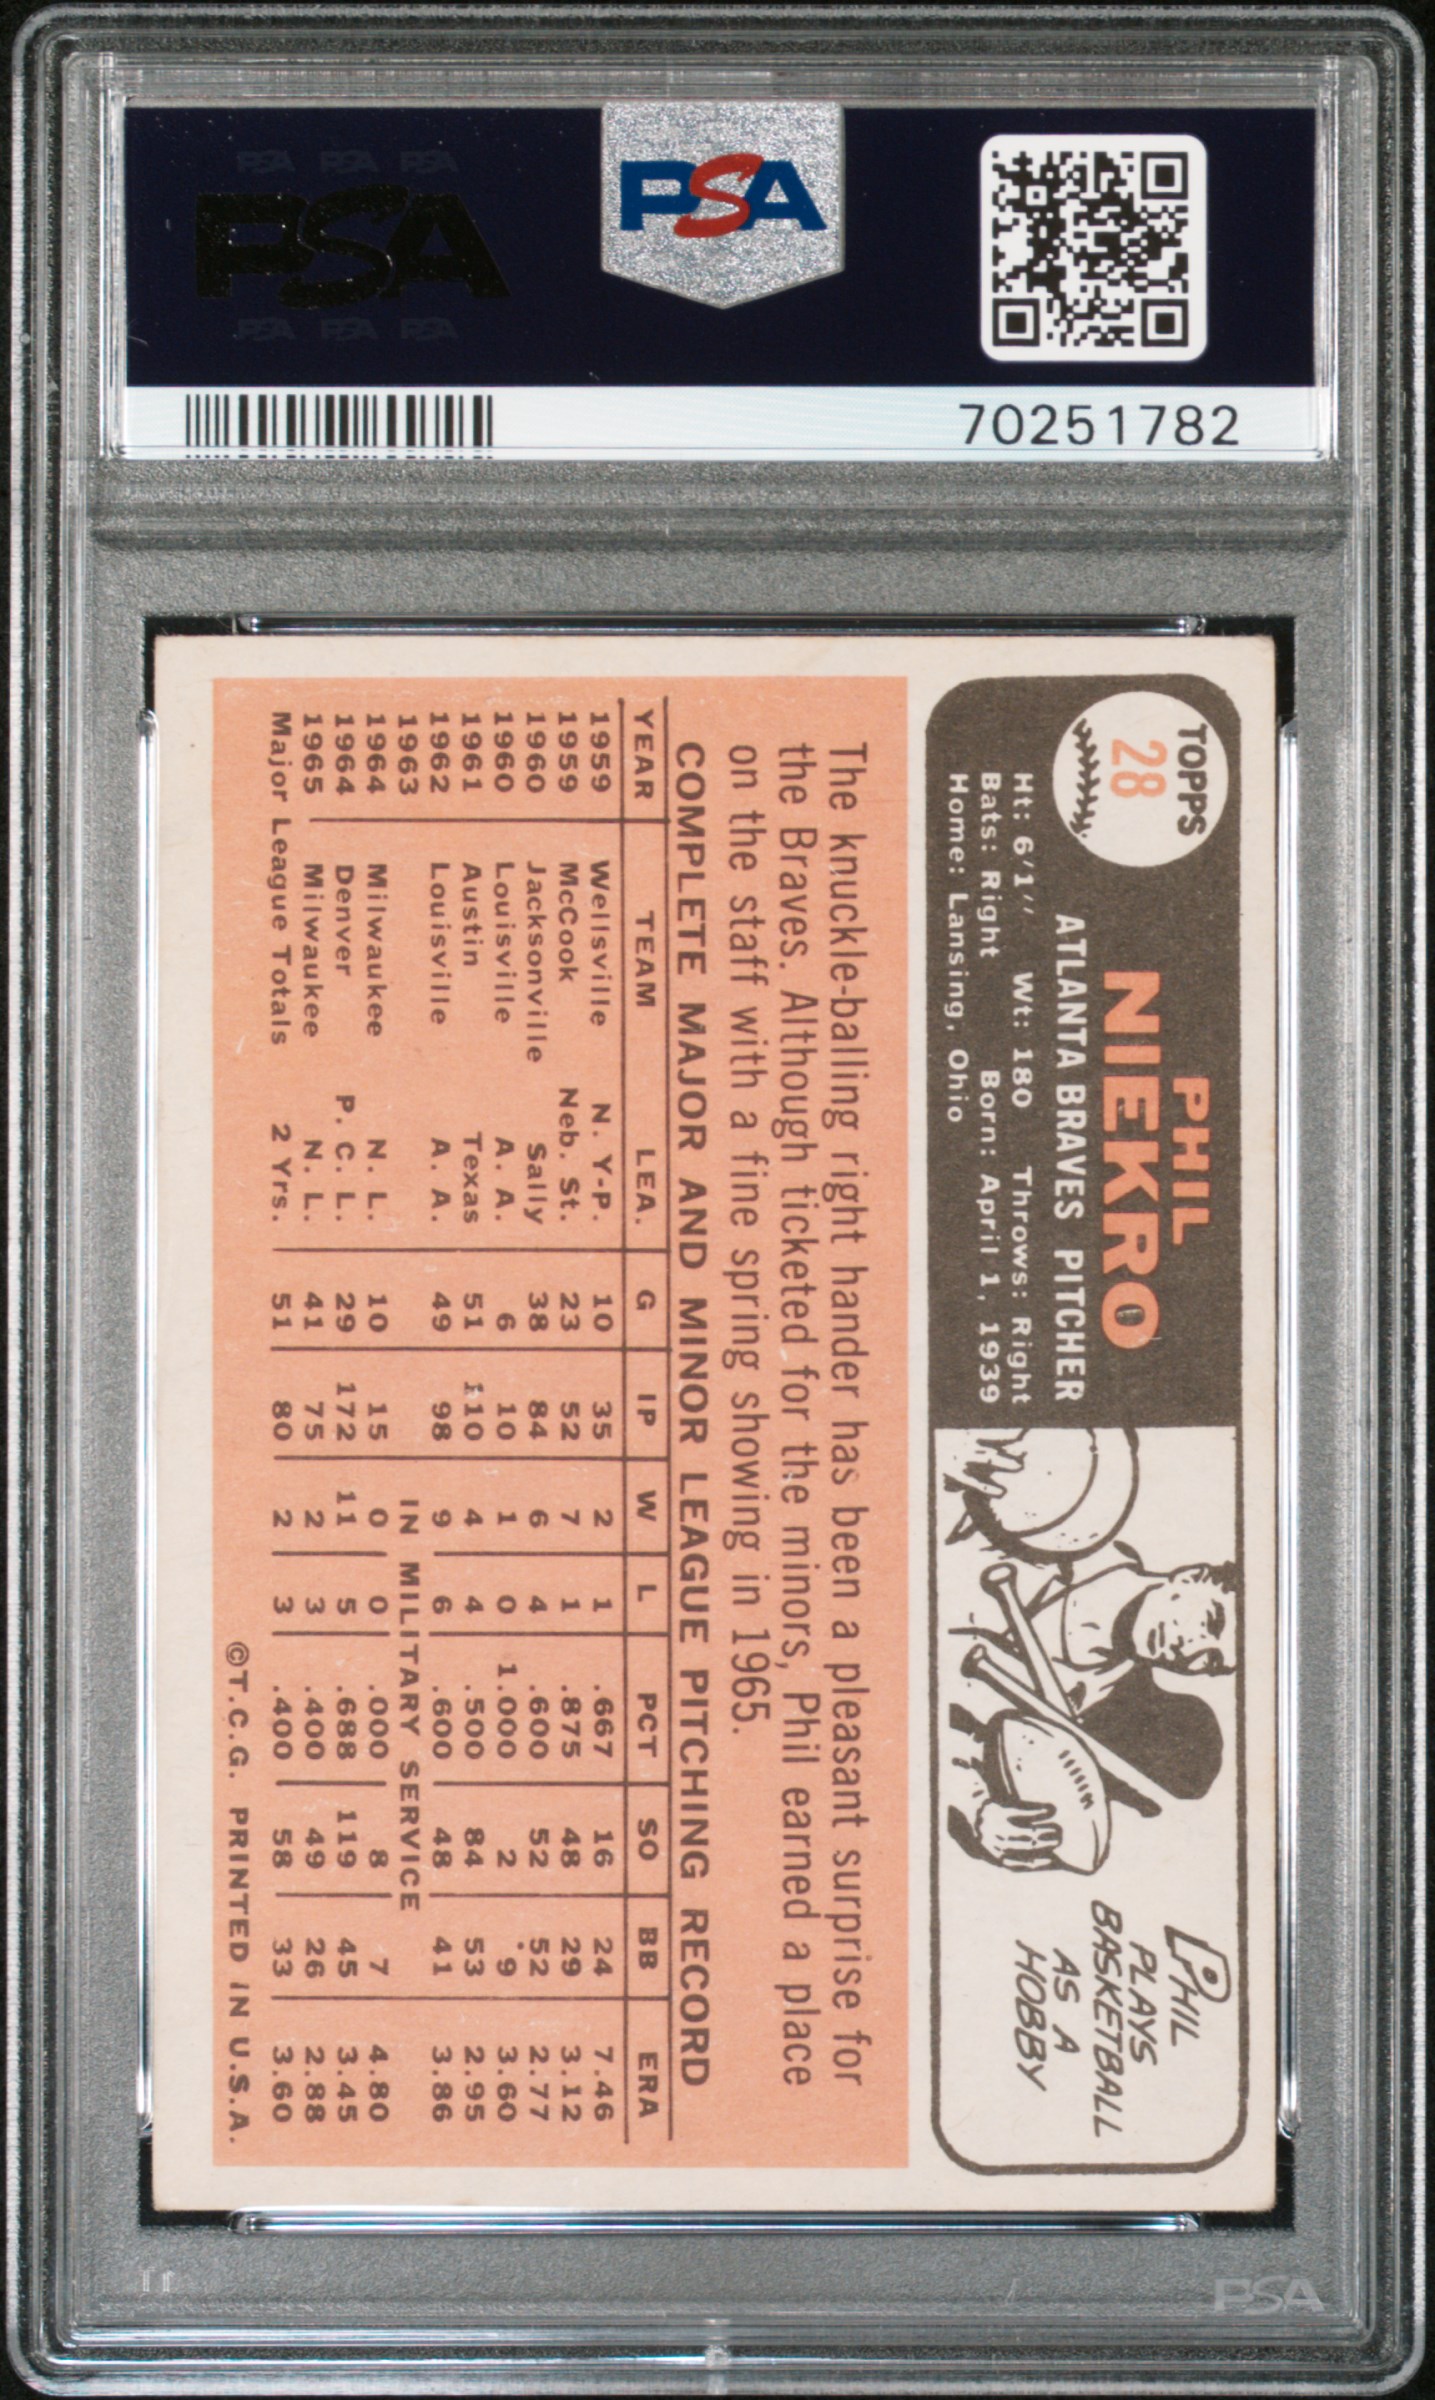 PSA PSA PSA
PSA
PSA PSA PSA
PSA
70251782
TOPPS
28
PHIL
NIEKRO
ATLANTA BRAVES PITCHER
Ht: 6'1'' Wt: 180 Throws: Right
Bats: Right Born: April 1, 1939
Home: Lansing, Ohio
PHIL
PLAYS
BASKETBALL
AS A
HOBBY
The knuckle-balling right hander has been a pleasant surprise for
the Braves. Although ticketed for the minors, Phil earned a place
on the staff with a fine spring showing in 1965.
COMPLETE MAJOR AND MINOR LEAGUE PITCHING RECORD
YEAR TEAM LEA. G IP W L PCT SO BB ERA
1959 Wellsville N. Y-P. 10 35 2 1 .667 16 24 7.46
1959 McCook Neb. St. 23 52 7 1 .875 48 29 3.12
1960 Jacksonville Sally 38 84 6 4 .600 52 52 2.77
1960 Louisville A. A. 6 10 1 0 1.000 2 9 3.60
1961 Austin Texas 51 110 4 4 .500 84 53 2.95
1962 Louisville A. A. 49 98 9 6 .600 48 41 3.86
1963 IN MILITARY SERVICE
1964 Milwaukee N. L. 10 15 0 0 .000 8 7 4.80
1964 Denver P. C. L. 29 172 11 5 .688 119 45 3.45
1965 Milwaukee N. L. 41 75 2 3 .400 49 26 2.88
Major League Totals 2 Yrs. 51 80 2 3 .400 58 33 3.60
©T.C.G. PRINTED IN U.S.A.
PSA